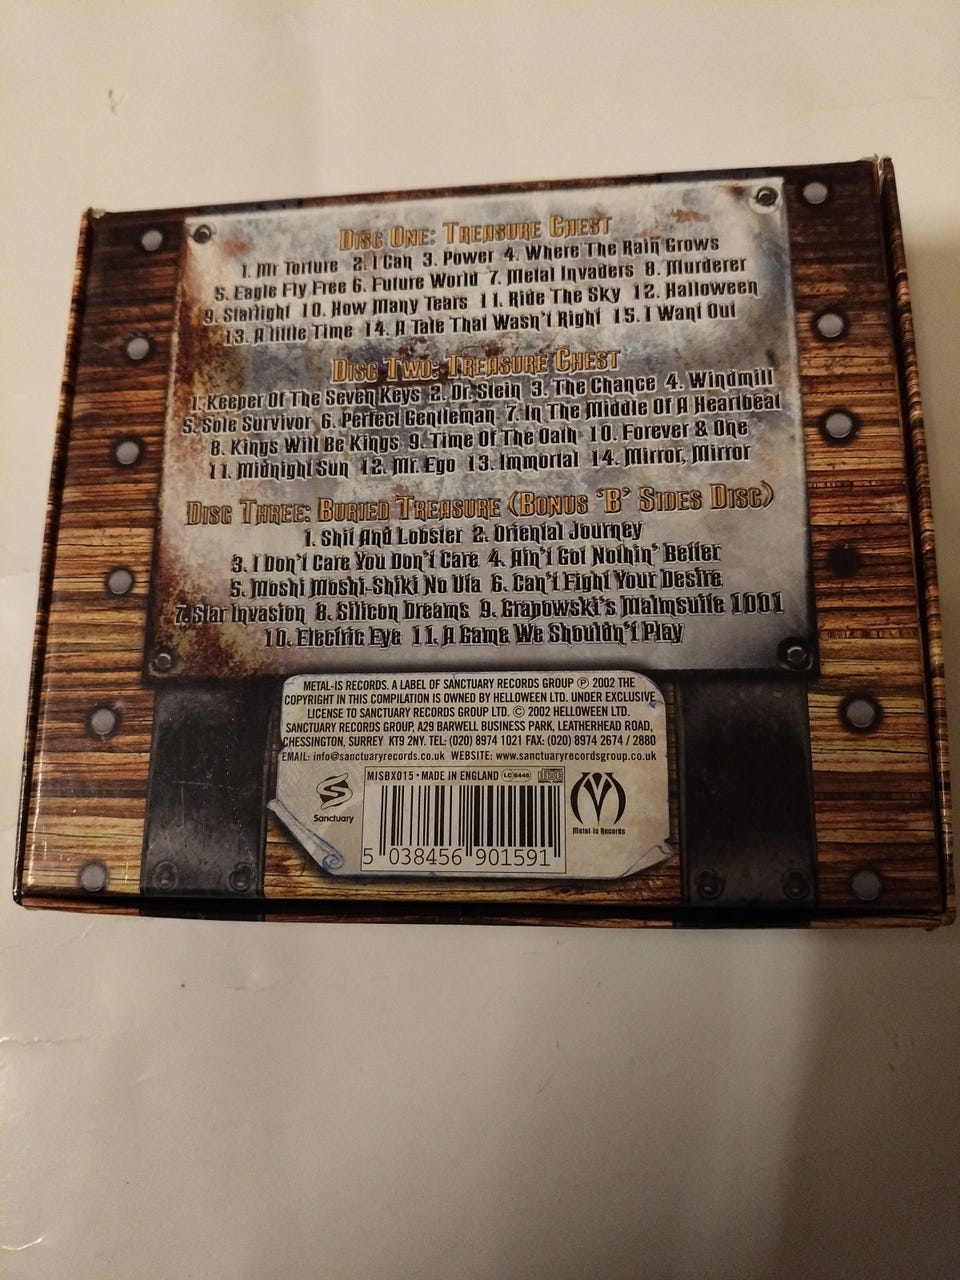 Disc One: Treasure Chest
1. Mr Torture 2. I Can 3. Power 4. Where The Rain Grows
5. Eagle Fly Free 6. Future World 7. Metal Invaders 8. Murderer
9. Starlight 10. How Many Tears 11. Ride The Sky 12. Halloween
13. A little Time 14. A Tale That Wasn't Right 15. I Want Out
Disc Two: Treasure Chest
1. Keeper Of The Seven Keys 2. Dr. Stein 3. The Chance 4. Windmill
5. Sole Survivor 6. Perfect Gentleman 7. In The Middle Of A Heartbeat
8. Kings Will Be Kings 9. Time Of The Oath 10. Forever & One
11. Midnight Sun 12. Mr. Ego 13. Immortal 14. Mirror, Mirror
Disc Three: Buried Treasure (Bonus 'B' Sides Disc)
1. Shit And Lobster 2. Oriental Journey
3. I Don't Care You Don't Care 4. Ain't Got Nothin' Better
5. Moshi Moshi-Shiki No Uta 6. Can't Fight Your Desire
7. Star Invasion 8. Silicon Dreams 9. Grapowski's Malmsuite 1001
10. Electric Eye 11. A Game We Shouldn't Play
METAL-IS RECORDS. A LABEL OF SANCTUARY RECORDS GROUP ℗ 2002 THE
COPYRIGHT IN THIS COMPILATION IS OWNED BY HELLOWEEN LTD. UNDER EXCLUSIVE
LICENSE TO SANCTUARY RECORDS GROUP LTD. © 2002 HELLOWEEN LTD.
SANCTUARY RECORDS GROUP, A29 BARWELL BUSINESS PARK, LEATHERHEAD ROAD,
CHESSINGTON, SURREY KT9 2NY. TEL: (020) 8974 1021 FAX: (020) 8974 2674 / 2880
EMAIL: info@sanctuaryrecords.co.uk WEBSITE: www.sanctuaryrecordsgroup.co.uk
MISBX015 • MADE IN ENGLAND LC 6448 disc
Sanctuary
Metal-Is Records
5 038456 901591